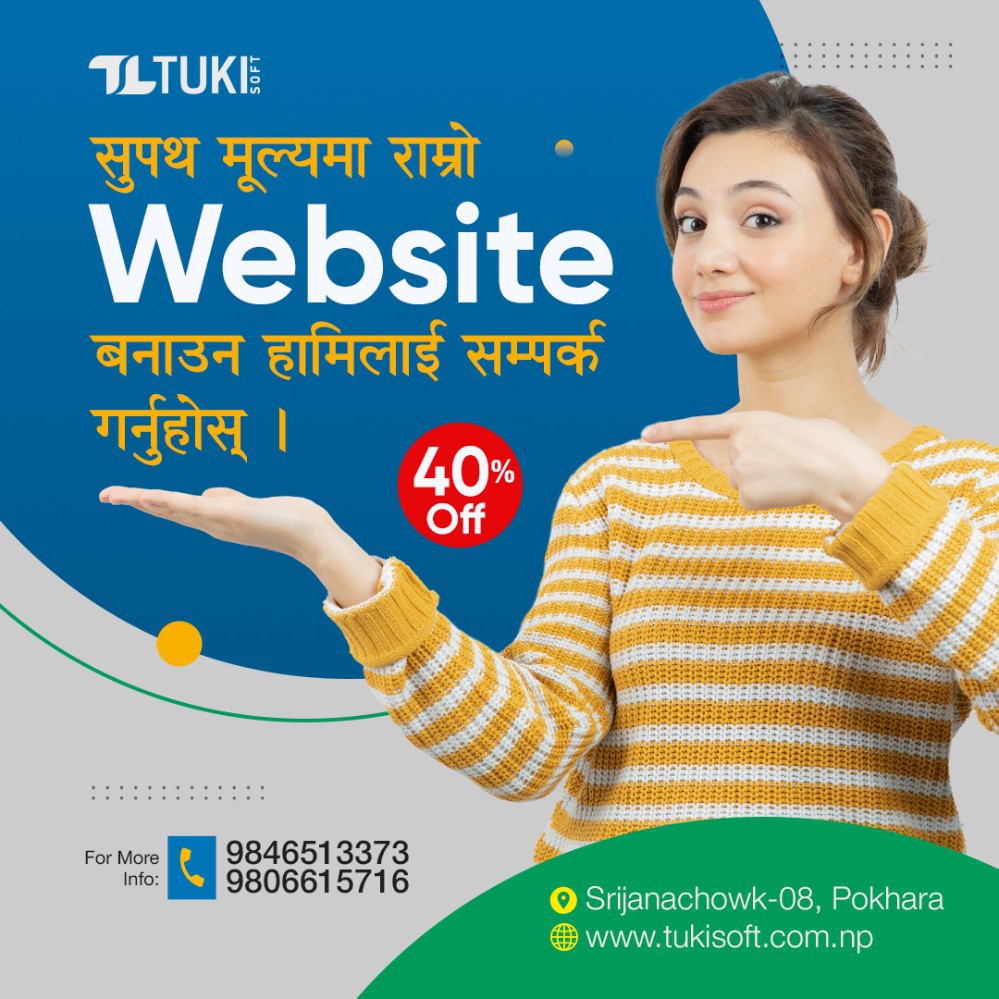 TUKI SOFT
सुपथ मूल्यमा राम्रो
Website
बनाउन हामिलाई सम्पर्क
गर्नुहोस् ।
40%
Off
For More
Info:
9846513373
9806615716
Srijanachowk-08, Pokhara
www.tukisoft.com.np